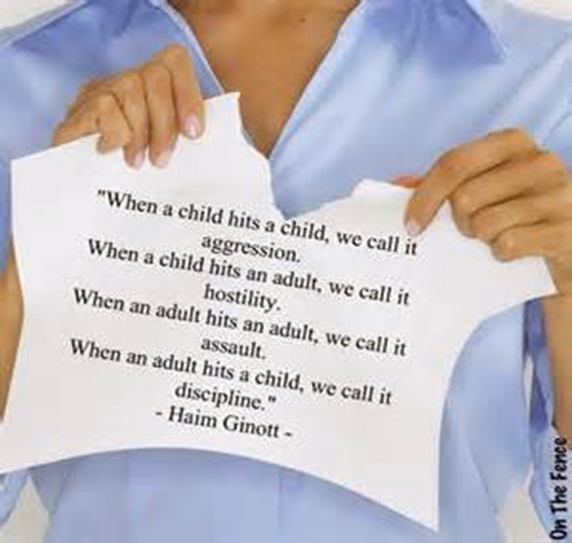 "When a child hits a child, we call it
aggression.
When a child hits an adult, we call it
hostility.
When an adult hits an adult, we call it
assault.
When an adult hits a child, we call it
discipline."
- Haim Ginott -
On The Fence